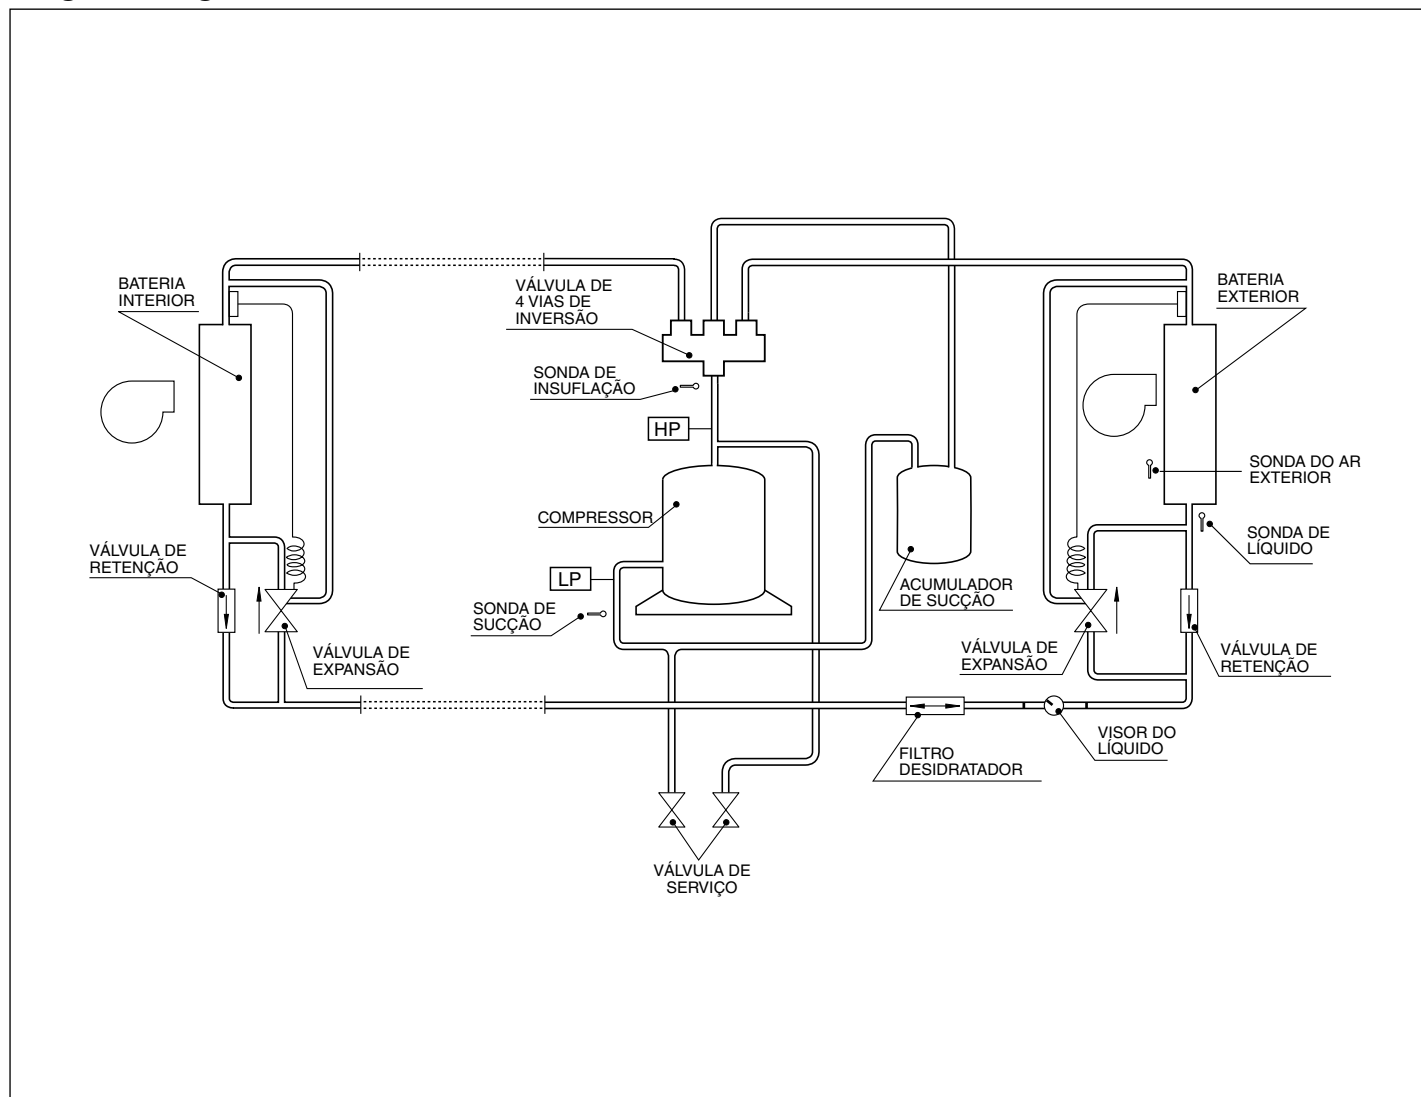 BATERIA
INTERIOR
VÁLVULA DE
4 VIAS DE
INVERSÃO
BATERIA
EXTERIOR
SONDA DE
INSUFLAÇÃO
HP
SONDA DO AR
EXTERIOR
COMPRESSOR
SONDA DE
LÍQUIDO
VÁLVULA DE
RETENÇÃO
LP
ACUMULADOR
DE SUCÇÃO
SONDA DE
SUCÇÃO
VÁLVULA DE
EXPANSÃO
VÁLVULA DE
EXPANSÃO
VÁLVULA DE
RETENÇÃO
VISOR DO
LÍQUIDO
FILTRO
DESIDRATADOR
VÁLVULA DE
SERVIÇO